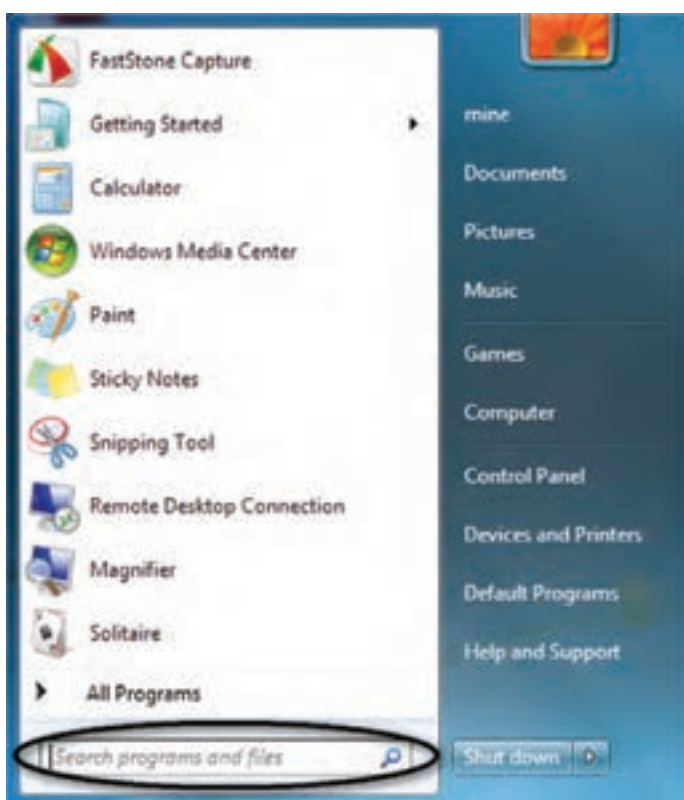 FastStone Capture
Getting Started
Calculator
Windows Media Center
Paint
Sticky Notes
Snipping Tool
Remote Desktop Connection
Magnifier
Solitaire
All Programs
Search programs and files
mine
Documents
Pictures
Music
Games
Computer
Control Panel
Devices and Printers
Default Programs
Help and Support
Shut down